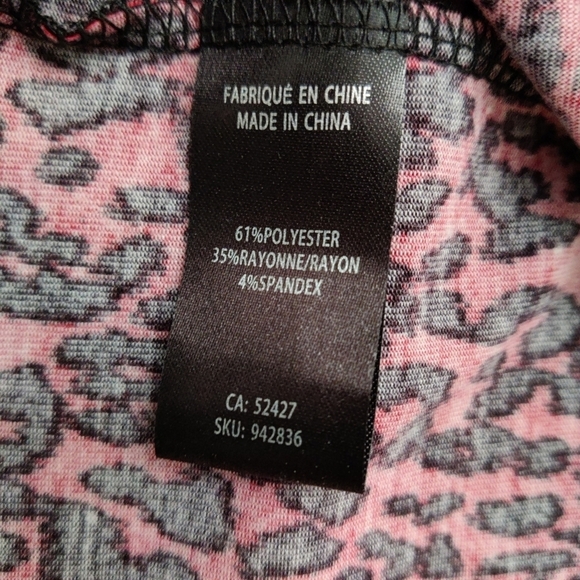 FABRIQUÉ EN CHINE
MADE IN CHINA
61%POLYESTER
35%RAYONNE/RAYON
4%SPANDEX
CA: 52427
SKU: 942836